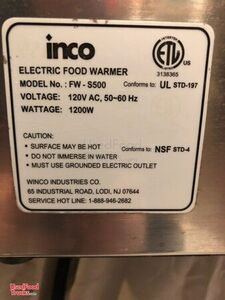 inco
ETL
US
3138365
ELECTRIC FOOD WARMER
MODEL No. : FW - S500 Conforms to: UL STD-197
VOLTAGE: 120V AC, 50~60 Hz
WATTAGE: 1200W
CAUTION:
• SURFACE MAY BE HOT
• DO NOT IMMERSE IN WATER Conforms to: NSF STD-4
• MUST USE GROUNDED ELECTRIC OUTLET
WINCO INDUSTRIES CO.
65 INDUSTRIAL ROAD, LODI, NJ 07644
SERVICE HOT LINE: 1-888-946-2682